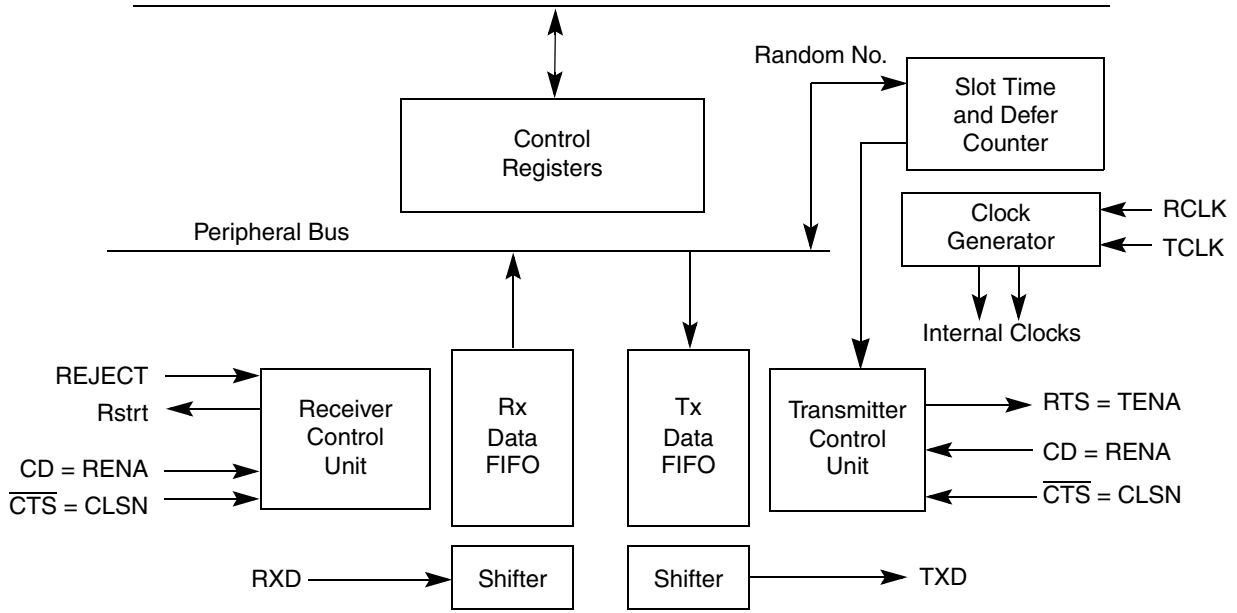 Random No.
Slot Time
and Defer
Counter
Control
Registers
Peripheral Bus
Clock
Generator
RCLK
TCLK
Internal Clocks
REJECT
Rstrt
CD = RENA
CTS = CLSN
Receiver
Control
Unit
Rx
Data
FIFO
Tx
Data
FIFO
Transmitter
Control
Unit
RTS = TENA
CD = RENA
CTS = CLSN
RXD
Shifter
Shifter
TXD